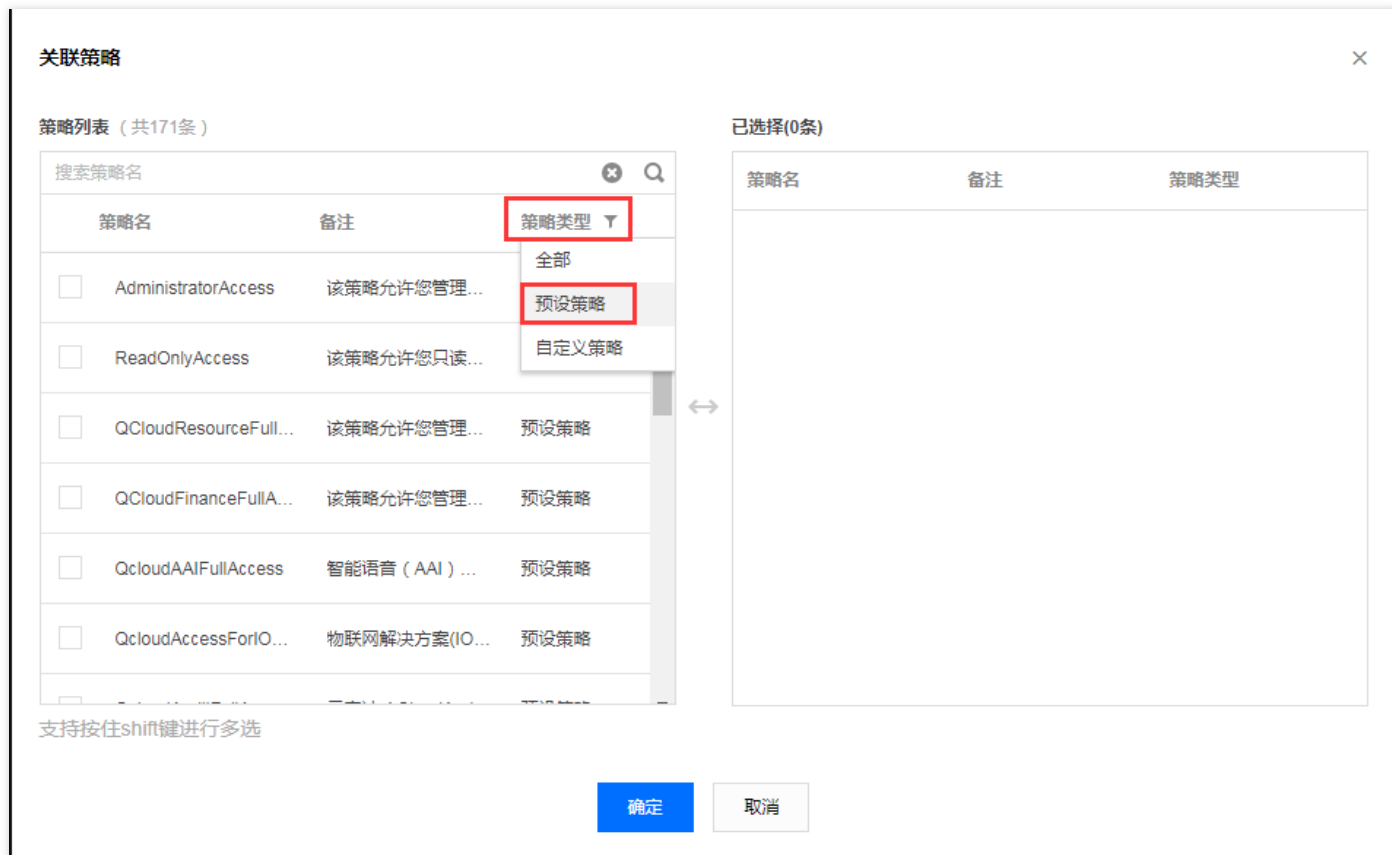 关联策略
策略列表（共171条）
已选择(0条)
搜索策略名
策略名 备注 策略类型
策略名 备注 策略类型
全部
预设策略
自定义策略
AdministratorAccess 该策略允许您管理...
ReadOnlyAccess 该策略允许您只读...
QCloudResourceFull... 该策略允许您管理... 预设策略
QCloudFinanceFullA... 该策略允许您管理... 预设策略
QcloudAAIFullAccess 智能语音（AAI）... 预设策略
QcloudAccessForIO... 物联网解决方案(IO... 预设策略
支持按住shift键进行多选
确定 取消